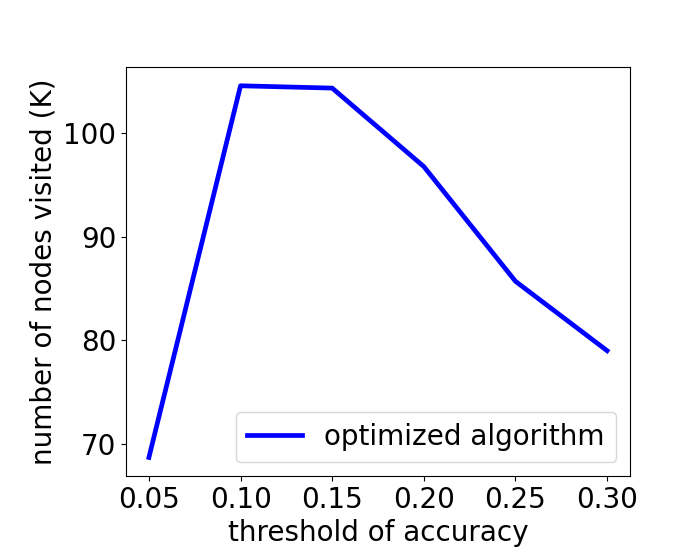 number of nodes visited (K)
100
90
80
70
optimized algorithm
0.05 0.10 0.15 0.20 0.25 0.30
threshold of accuracy